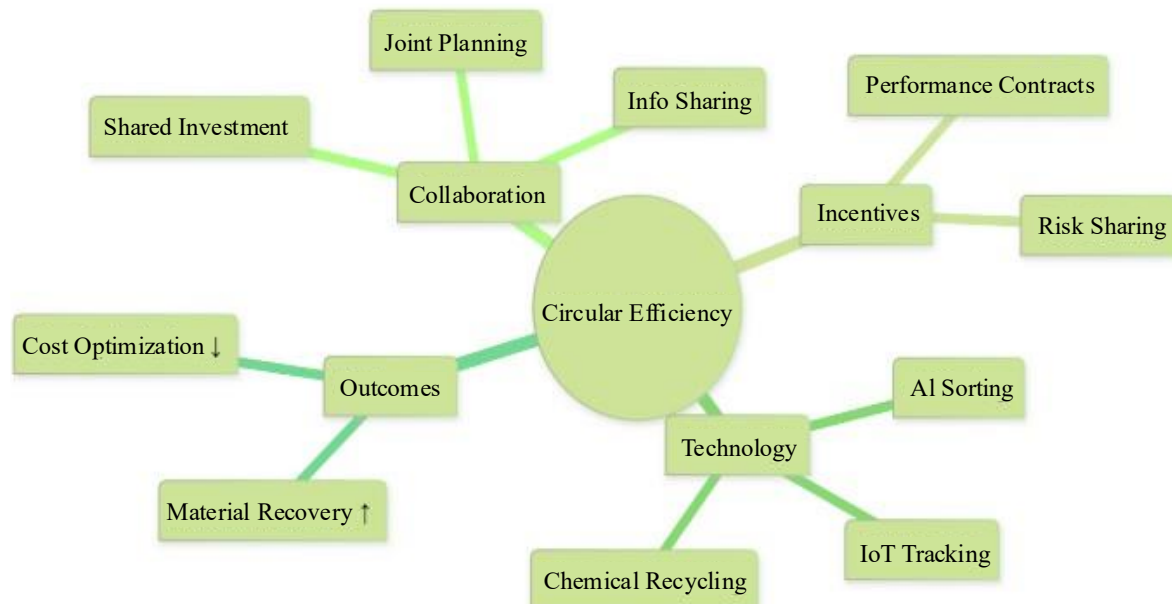 Joint Planning
Performance Contracts
Info Sharing
Shared Investment
Collaboration
Incentives
Risk Sharing
Circular Efficiency
Cost Optimization ↓
Outcomes
AI Sorting
Technology
Material Recovery ↑
IoT Tracking
Chemical Recycling